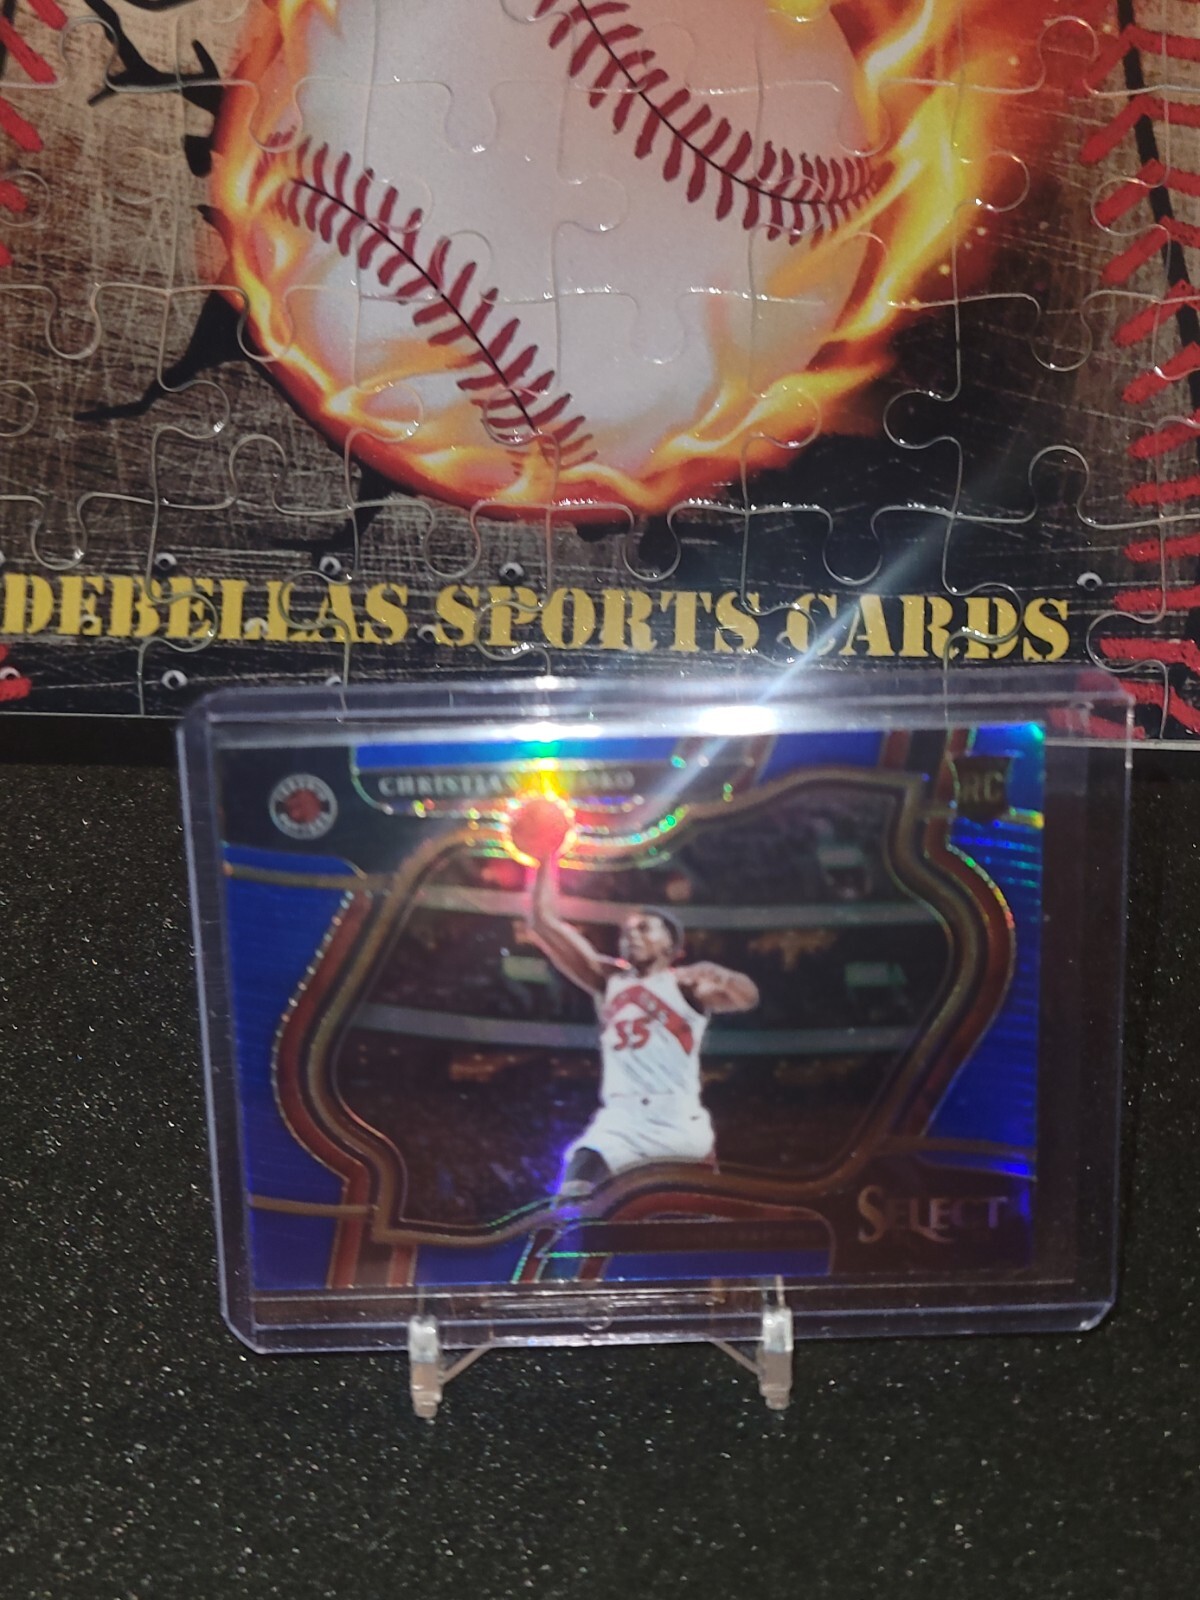 DEBELLAS SPORTS CARDS
CHRISTIAN
RC
35
SELECT